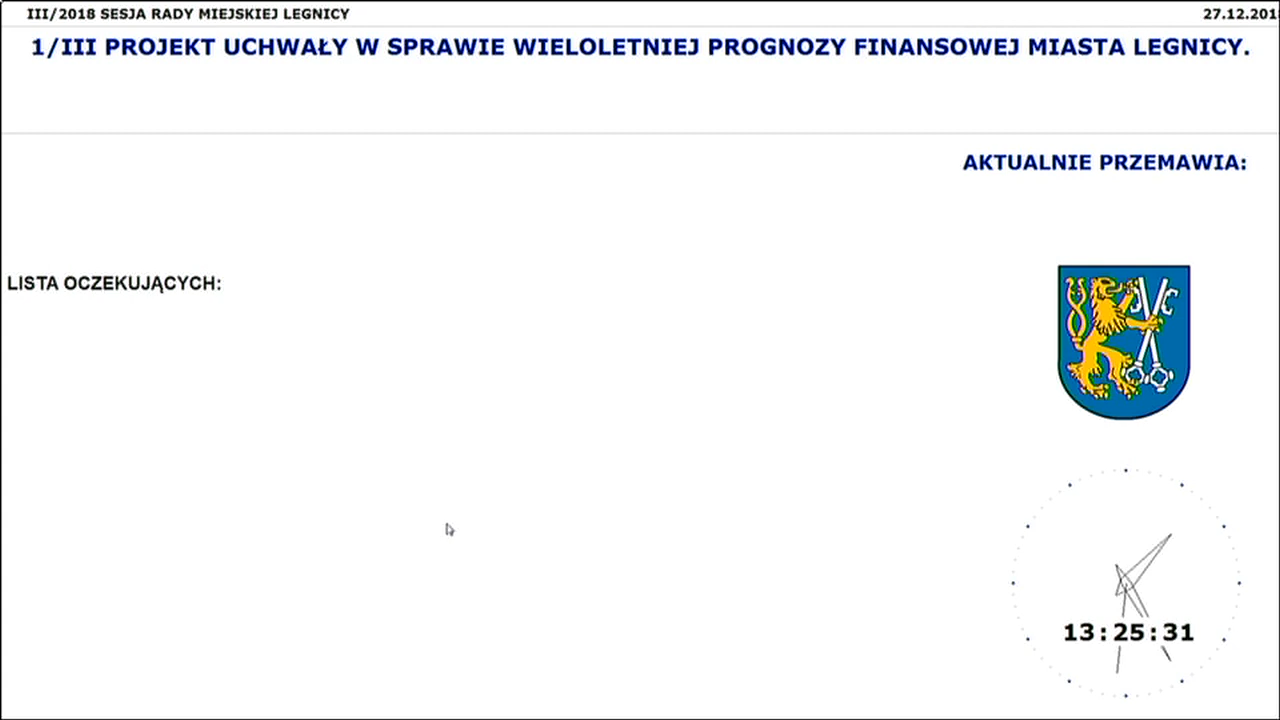 III/2018 SESJA RADY MIEJSKIEJ LEGNICY
27.12.201
1/III PROJEKT UCHWAŁY W SPRAWIE WIELOLETNIEJ PROGNOZY FINANSOWEJ MIASTA LEGNICY.
AKTUALNIE PRZEMAWIA:
LISTA OCZEKUJĄCYCH:
13:25:31